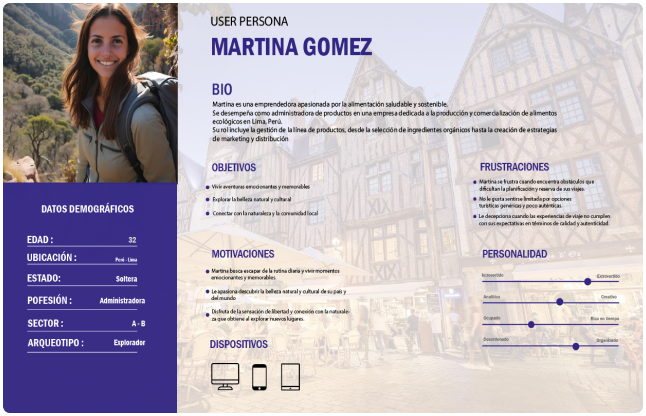 USER PERSONA
MARTINA GOMEZ
BIO
Martina es una emprendedora apasionada por la alimentación saludable y sostenible.
Se desempeña como administradora de productos en una empresa dedicada a la producción y comercialización de alimentos
ecológicos en Lima, Perú.
Su rol incluye la gestión de la línea de productos, desde la selección de ingredientes orgánicos hasta la creación de estrategias
de marketing y distribución
OBJETIVOS
Vivir aventuras emocionantes y memorables
Explorar la belleza natural y cultural
Conectar con la naturaleza y la comunidad local
FRUSTRACIONES
Martina se frustra cuando encuentra obstáculos que
dificultan la planificación y reserva de sus viajes.
No le gusta sentirse limitada por opciones
turísticas genéricas y poco auténticas.
Le decepciona cuando las experiencias de viaje no cumplen
con sus expectativas en términos de calidad y autenticidad.
DATOS DEMOGRÁFICOS
EDAD : 32
UBICACIÓN : Perú - Lima
ESTADO: Soltera
POFESIÓN : Administradora
SECTOR : A - B
ARQUEOTIPO : Explorador
MOTIVACIONES
Martina busca escapar de la rutina diaria y vivir momentos
emocionantes y memorables.
Le apasiona descubrir la belleza natural y cultural de su país y
del mundo
Disfruta de la sensación de libertad y conexión con la naturale-
za que obtiene al explorar nuevos lugares.
PERSONALIDAD
Introvertido Extrovertido
Analítico Creativo
Ocupado Rico en tiempo
Desordenado Organizado
DISPOSITIVOS